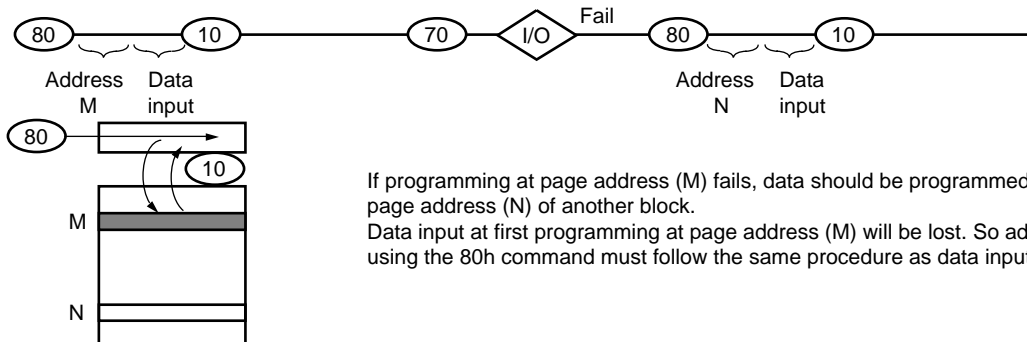 Fail
80 10 70 I/O 80 10
Address Data Address Data
M input N input
80
10
If programming at page address (M) fails, data should be programmed
M page address (N) of another block.
Data input at first programming at page address (M) will be lost. So ad
using the 80h command must follow the same procedure as data input
N